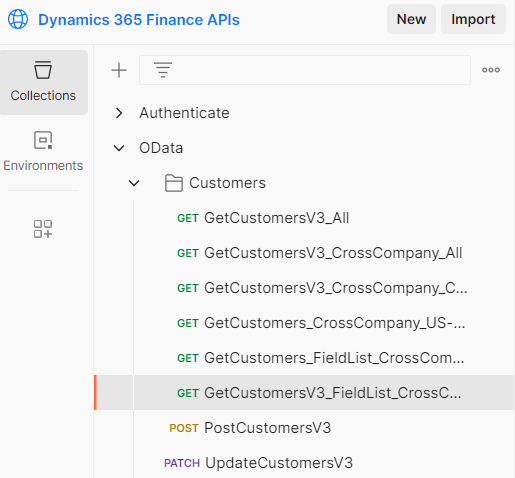 Dynamics 365 Finance APIs New Import
Collections
Environments
Authenticate
OData
Customers
GET GetCustomersV3_All
GET GetCustomersV3_CrossCompany_All
GET GetCustomersV3_CrossCompany_C...
GET GetCustomers_CrossCompany_US-...
GET GetCustomers_FieldList_CrossCom...
GET GetCustomersV3_FieldList_CrossC...
POST PostCustomersV3
PATCH UpdateCustomersV3